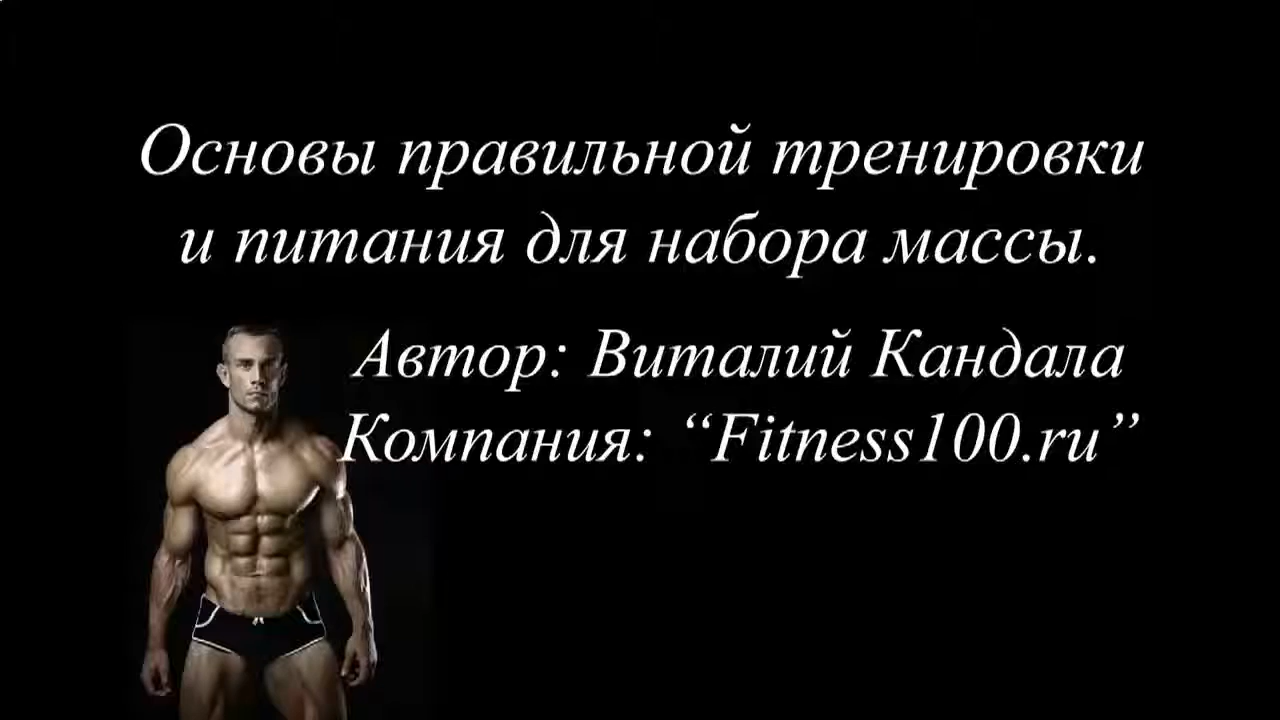 Основы правильной тренировки
и питания для набора массы.
Автор: Виталий Кандала
Компания: “Fitness100.ru”